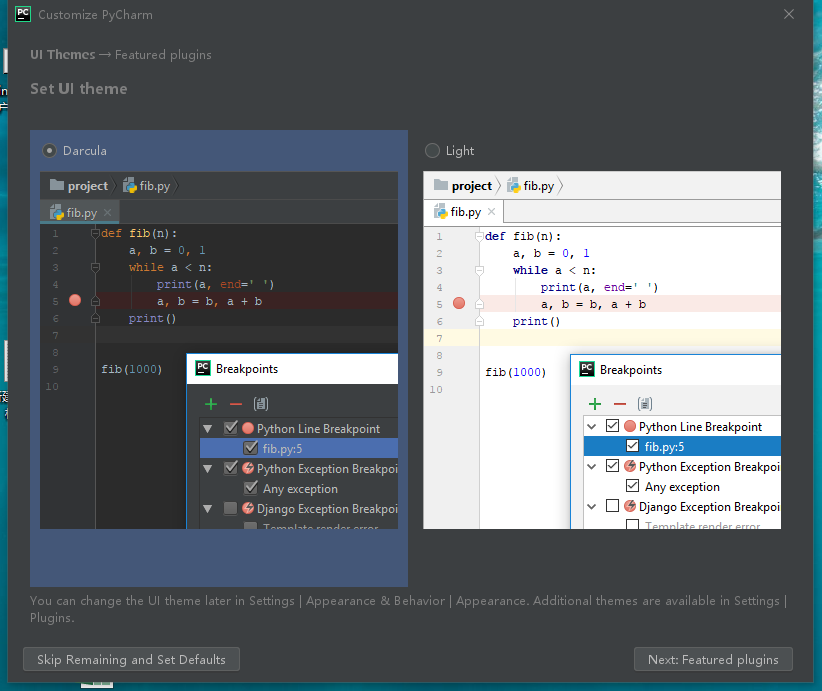 PC Customize PyCharm
UI Themes → Featured plugins
Set UI theme
Darcula
project fib.py
fib.py
1 def fib(n):
2 a, b = 0, 1
3 while a < n:
4 print(a, end=' ')
5 a, b = b, a + b
6 print()
7
8
9 fib(1000)
10
PC Breakpoints
Python Line Breakpoint
fib.py:5
Python Exception Breakpoi
Any exception
Django Exception Breakpoi
Template render error
Light
project fib.py
fib.py
1 def fib(n):
2 a, b = 0, 1
3 while a < n:
4 print(a, end=' ')
5 a, b = b, a + b
6 print()
7
8
9 fib(1000)
10
PC Breakpoints
Python Line Breakpoint
fib.py:5
Python Exception Breakpoi
Any exception
Django Exception Breakpoi
Template render error
You can change the UI theme later in Settings | Appearance & Behavior | Appearance. Additional themes are available in Settings |
Plugins.
Skip Remaining and Set Defaults
Next: Featured plugins